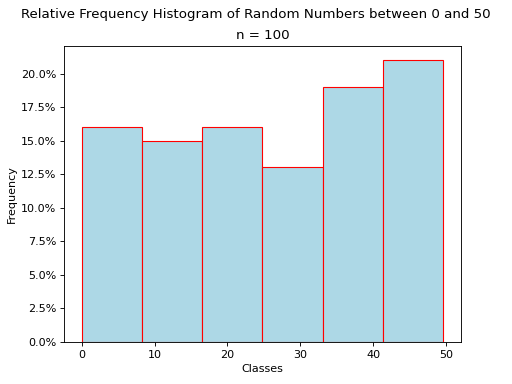 Relative Frequency Histogram of Random Numbers between 0 and 50
n = 100
20.0%
17.5%
15.0%
12.5%
10.0%
7.5%
5.0%
2.5%
0.0%
Frequency
0 10 20 30 40 50
Classes